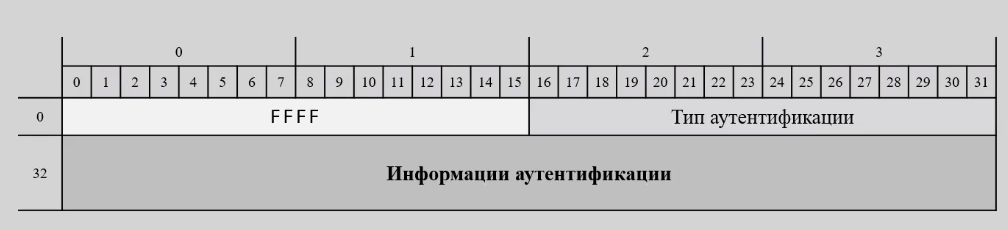 0 1 2 3
0 1 2 3 4 5 6 7 8 9 10 11 12 13 14 15 16 17 18 19 20 21 22 23 24 25 26 27 28 29 30 31
0 FFFF Тип аутентификации
32 Информации аутентификации